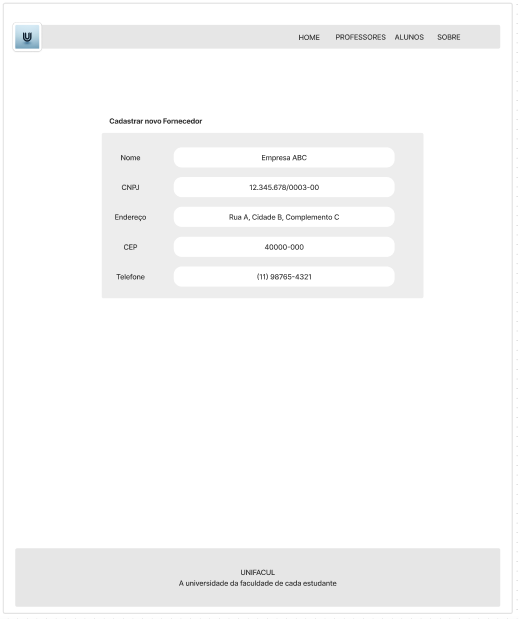 HOME PROFESSORES ALUNOS SOBRE
Cadastrar novo Fornecedor
Nome Empresa ABC
CNPJ 12.345.678/0003-00
Endereço Rua A, Cidade B, Complemento C
CEP 40000-000
Telefone (11) 98765-4321
UNIFACUL
A universidade da faculdade de cada estudante